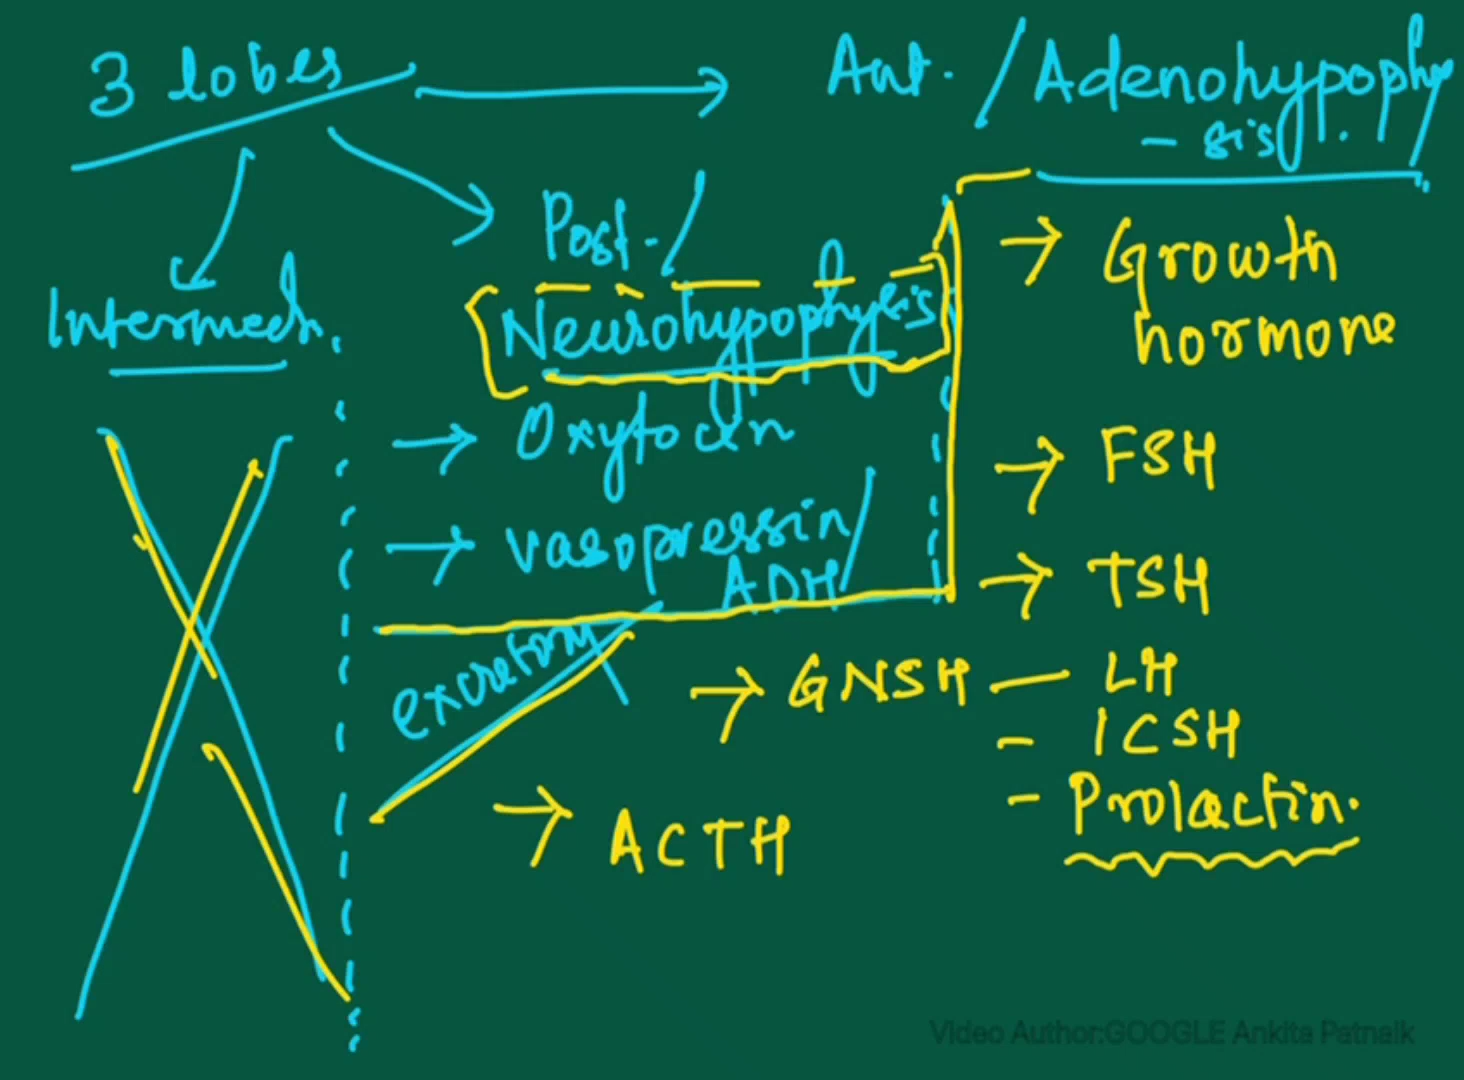 3 lobes → Ant. / Adenohypophy
- sis.
Post. /
Intermed.
Neurohypophysis
→ Growth
hormone
→ Oxytocin
→ FSH
→ vasopressin/
ADH
→ TSH
excretory
→ GNSH — LH
- ICSH
- Prolactin.
→ ACTH
Video Author:GOOGLE Ankita Patnaik